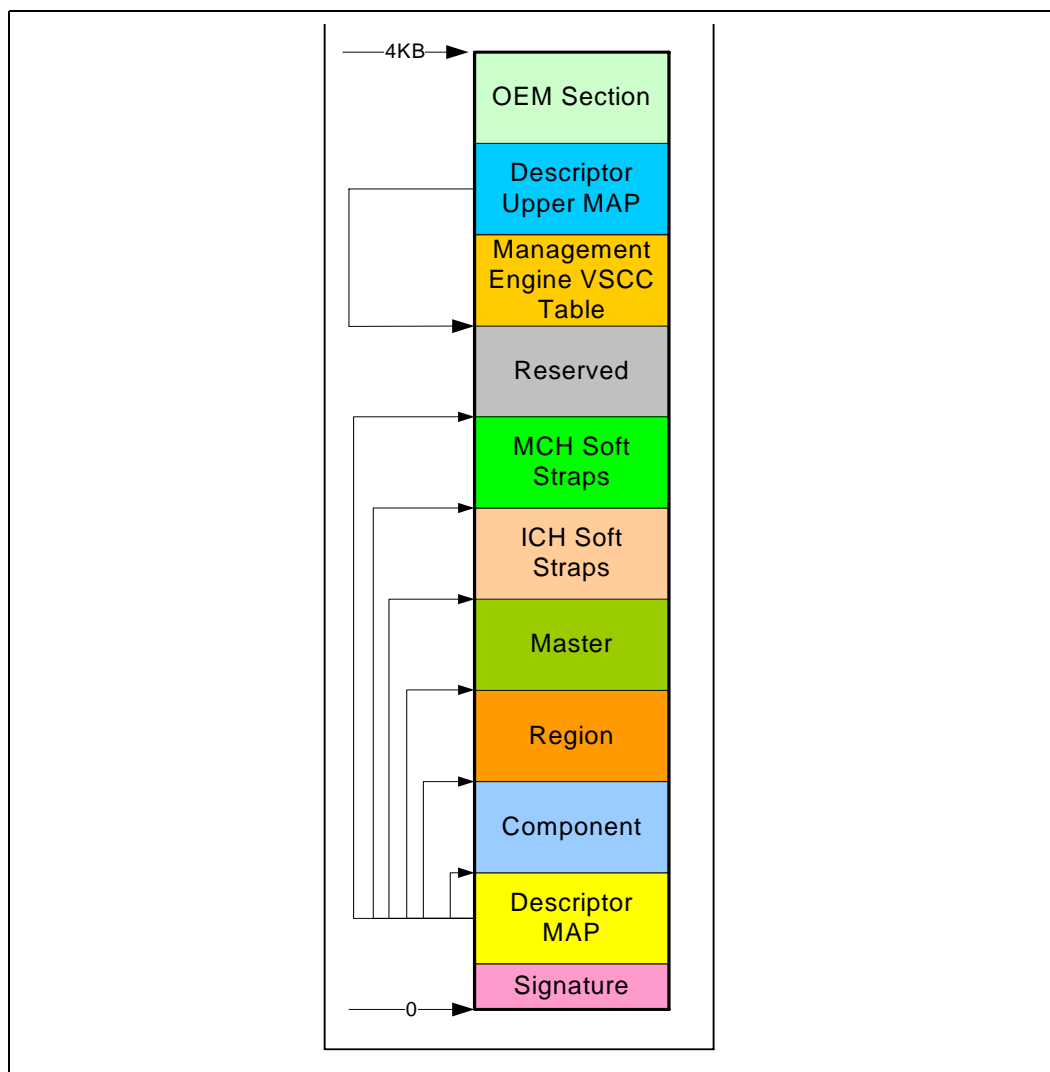 4KB
OEM Section
Descriptor
Upper MAP
Management
Engine VSCC
Table
Reserved
MCH Soft
Straps
ICH Soft
Straps
Master
Region
Component
Descriptor
MAP
Signature
0